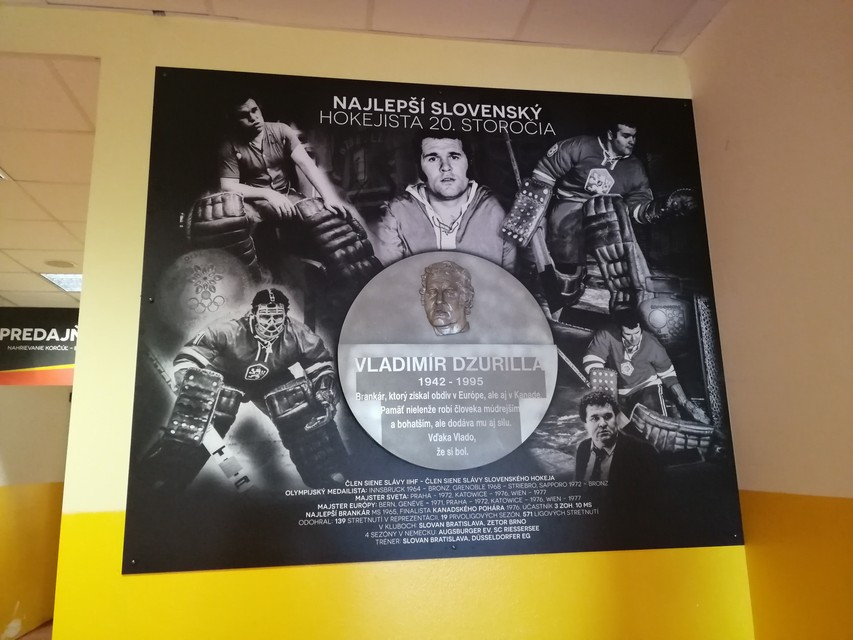 NAJLEPŠÍ SLOVENSKÝ
HOKEJISTA 20. STOROČIA
VLADIMÍR DZURILLA
1942 - 1995
Brankár, ktorý získal obdiv v Európe, ale aj v Kanade.
Pamäť nielenže robí človeka múdrejším
a bohatším, ale dodáva mu aj silu.
Vďaka Vlado,
že si bol.
ČLEN SIENE SLÁVY IIHF - ČLEN SIENE SLÁVY SLOVENSKÉHO HOKEJA
OLYMPIJSKÝ MEDAILISTA: INNSBRUCK 1964 - BRONZ, GRENOBLE 1968 - STRIEBRO, SAPPORO 1972 - BRONZ
MAJSTER SVETA: PRAHA - 1972, KATOWICE - 1976, WIEN - 1977
MAJSTER EURÓPY: BERN, GENÉVE - 1971, PRAHA - 1972, KATOWICE - 1976, WIEN - 1977
NAJLEPŠÍ BRANKÁR MS 1965, FINALISTA KANADSKÉHO POHÁRA 1976, ÚČASTNÍK 3 ZOH, 10 MS
ODOHRAL: 139 STRETNUTÍ V REPREZENTÁCII, 19 PRVOLIGOVÝCH SEZÓN, 571 LIGOVÝCH STRETNUTÍ
V KLUBOCH: SLOVAN BRATISLAVA, ZETOR BRNO
4 SEZÓNY V NEMECKU: AUGSBURGER EV, SC RIESSERSEE
TRÉNER: SLOVAN BRATISLAVA, DÜSSELDORFER EG
PREDAJŇ
NAHRIEVANIE KORČÚĽ -